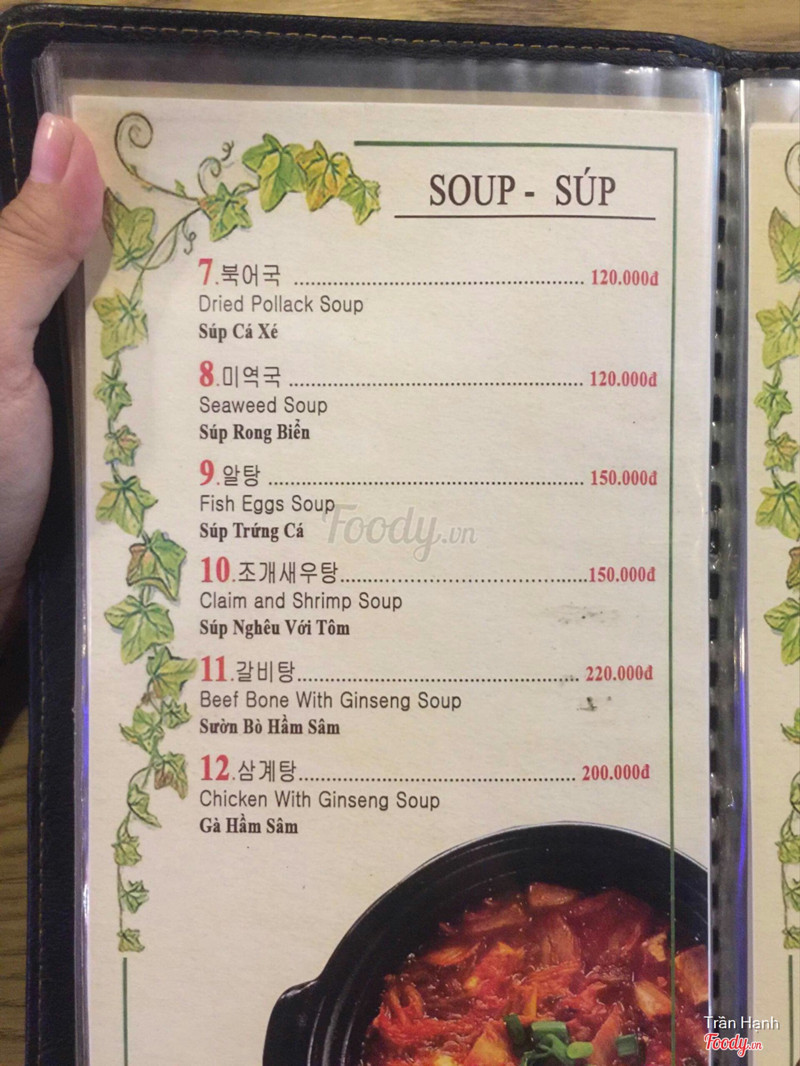 SOUP - SÚP
7.북어국 ........ 120.000đ
Dried Pollack Soup
Súp Cá Xé
8.미역국 ........ 120.000đ
Seaweed Soup
Súp Rong Biển
9.알탕 ........ 150.000đ
Fish Eggs Soup
Súp Trứng Cá
10.조개새우탕........150.000đ
Claim and Shrimp Soup
Súp Nghêu Với Tôm
11.갈비탕........ 220.000đ
Beef Bone With Ginseng Soup
Sườn Bò Hầm Sâm
12.삼계탕........ 200.000đ
Chicken With Ginseng Soup
Gà Hầm Sâm
Foody.vn
Trần Hạnh
Foody.vn